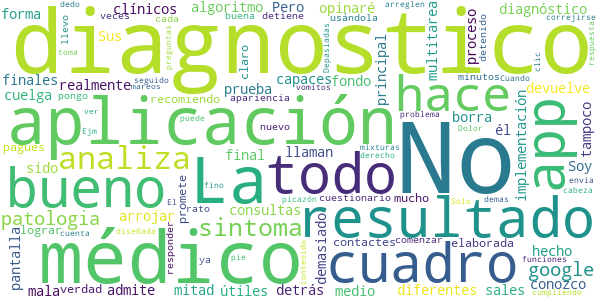 dedo
forma
veces
clínicos
algoritmo
Pero
buena
detiene
usándola
opinaré
claro
Depasiadas
multitarea
diagnóstico
Soy
proceso
detenido
Cuando
arreglen
cada
clic
correjirse
preguntas
respuesta
llevo
Sus
diagnostico
finales
realmente
prueba
capaces
fondo
principal
minutos
devuelve
cuelga
pongo
seguido
mareos
recomiendo
apariencia
vomitos
hace
borra
él
tampoco
toma
aplicación
No
app
implementación
ver
Ejm
puede
nuevo
problema
Dolor
pagues
analiza
sido
final
La
todo
llaman
mixturas
derecho
mucho
envía
cabeza
bueno
patologia
lograr
arrojar
El
promete
fino
consultas
picazón
cuestionario
resultado
Solo
demas
pantalla
cuenta
diseñada
sintoma
rato
responder
demasiado
contactes
comenzar
elaborada
hecho
google
médico
ya
pie
contenido
cuadro
medio
diferentes
sales
conozco
funciones
cumpliendo
mala
verdad
admite
mitad
útiles
detrás